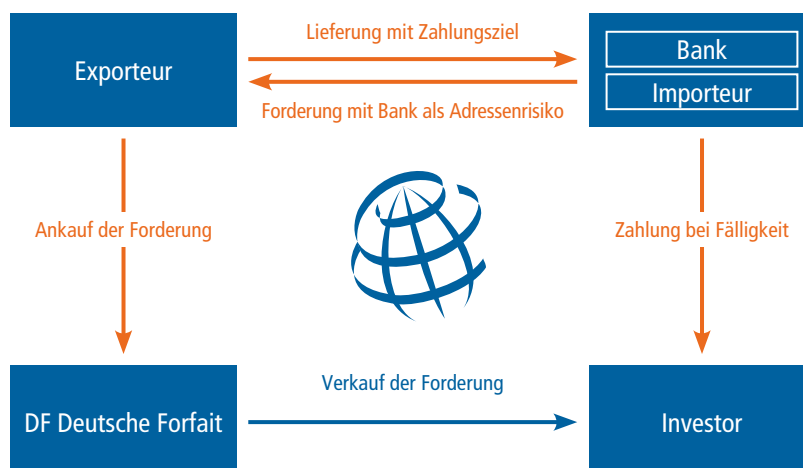 Lieferung mit Zahlungsziel
Exporteur
Bank
Importeur
Forderung mit Bank als Adressenrisiko
Ankauf der Forderung
Zahlung bei Fälligkeit
Verkauf der Forderung
DF Deutsche Forfait
Investor